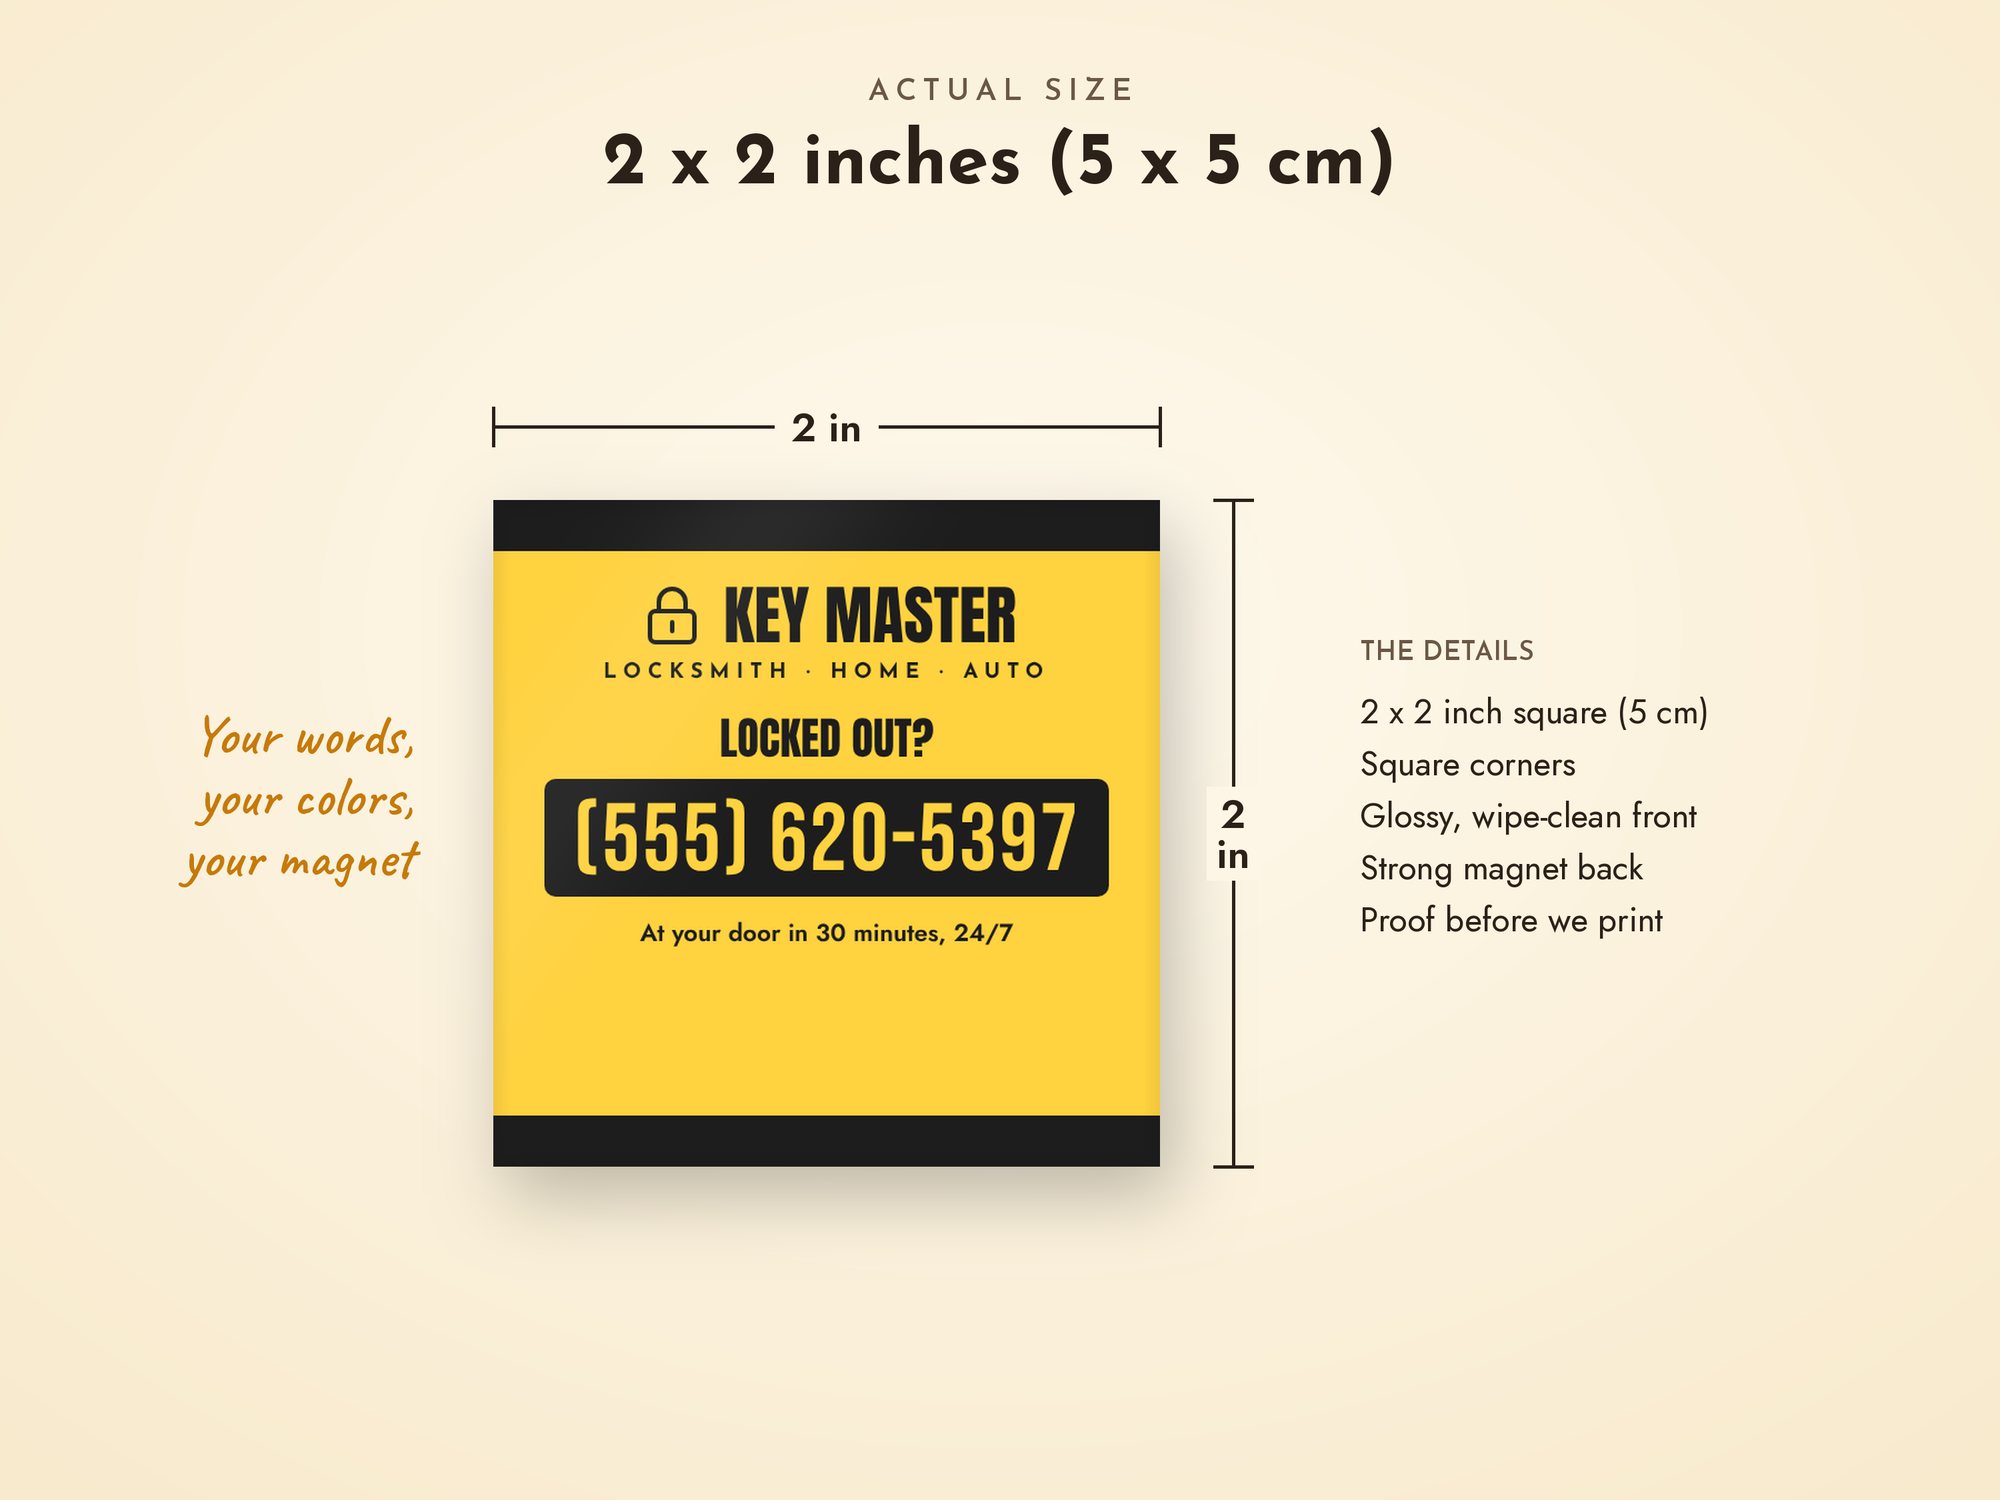 ACTUAL SIZE
2 x 2 inches (5 x 5 cm)
2 in
KEY MASTER
LOCKSMITH · HOME · AUTO
LOCKED OUT?
(555) 620-5397
At your door in 30 minutes, 24/7
2
in
Your words,
your colors,
your magnet
THE DETAILS
2 x 2 inch square (5 cm)
Square corners
Glossy, wipe-clean front
Strong magnet back
Proof before we print